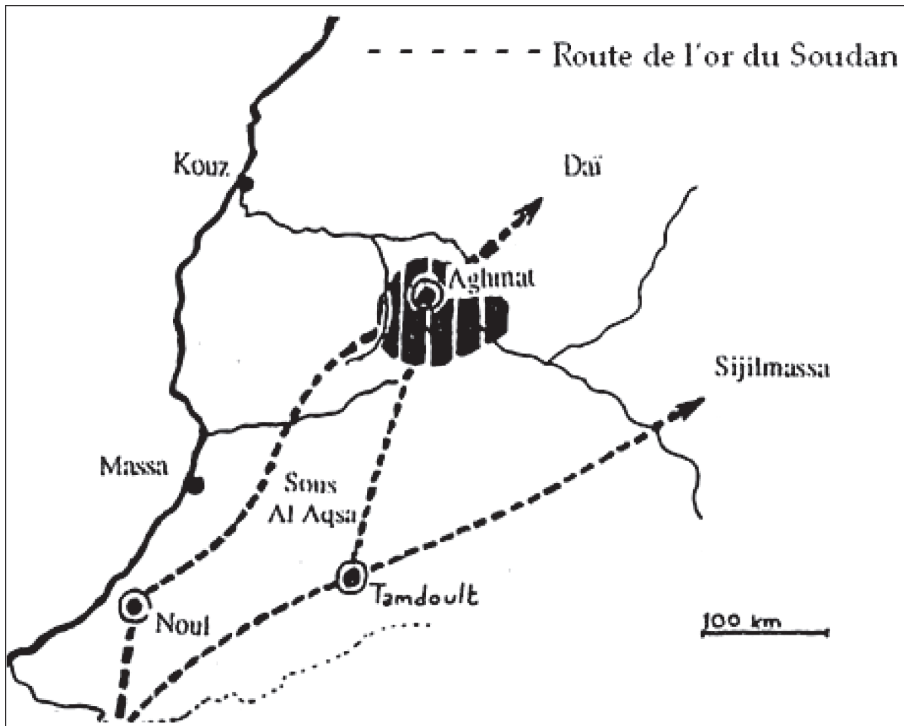 Route de l'or du Soudan
Kouz
Daï
Aghmat
Sijilmassa
Massa
Sous
Al Aqsa
Tamdoult
Noul
100 km